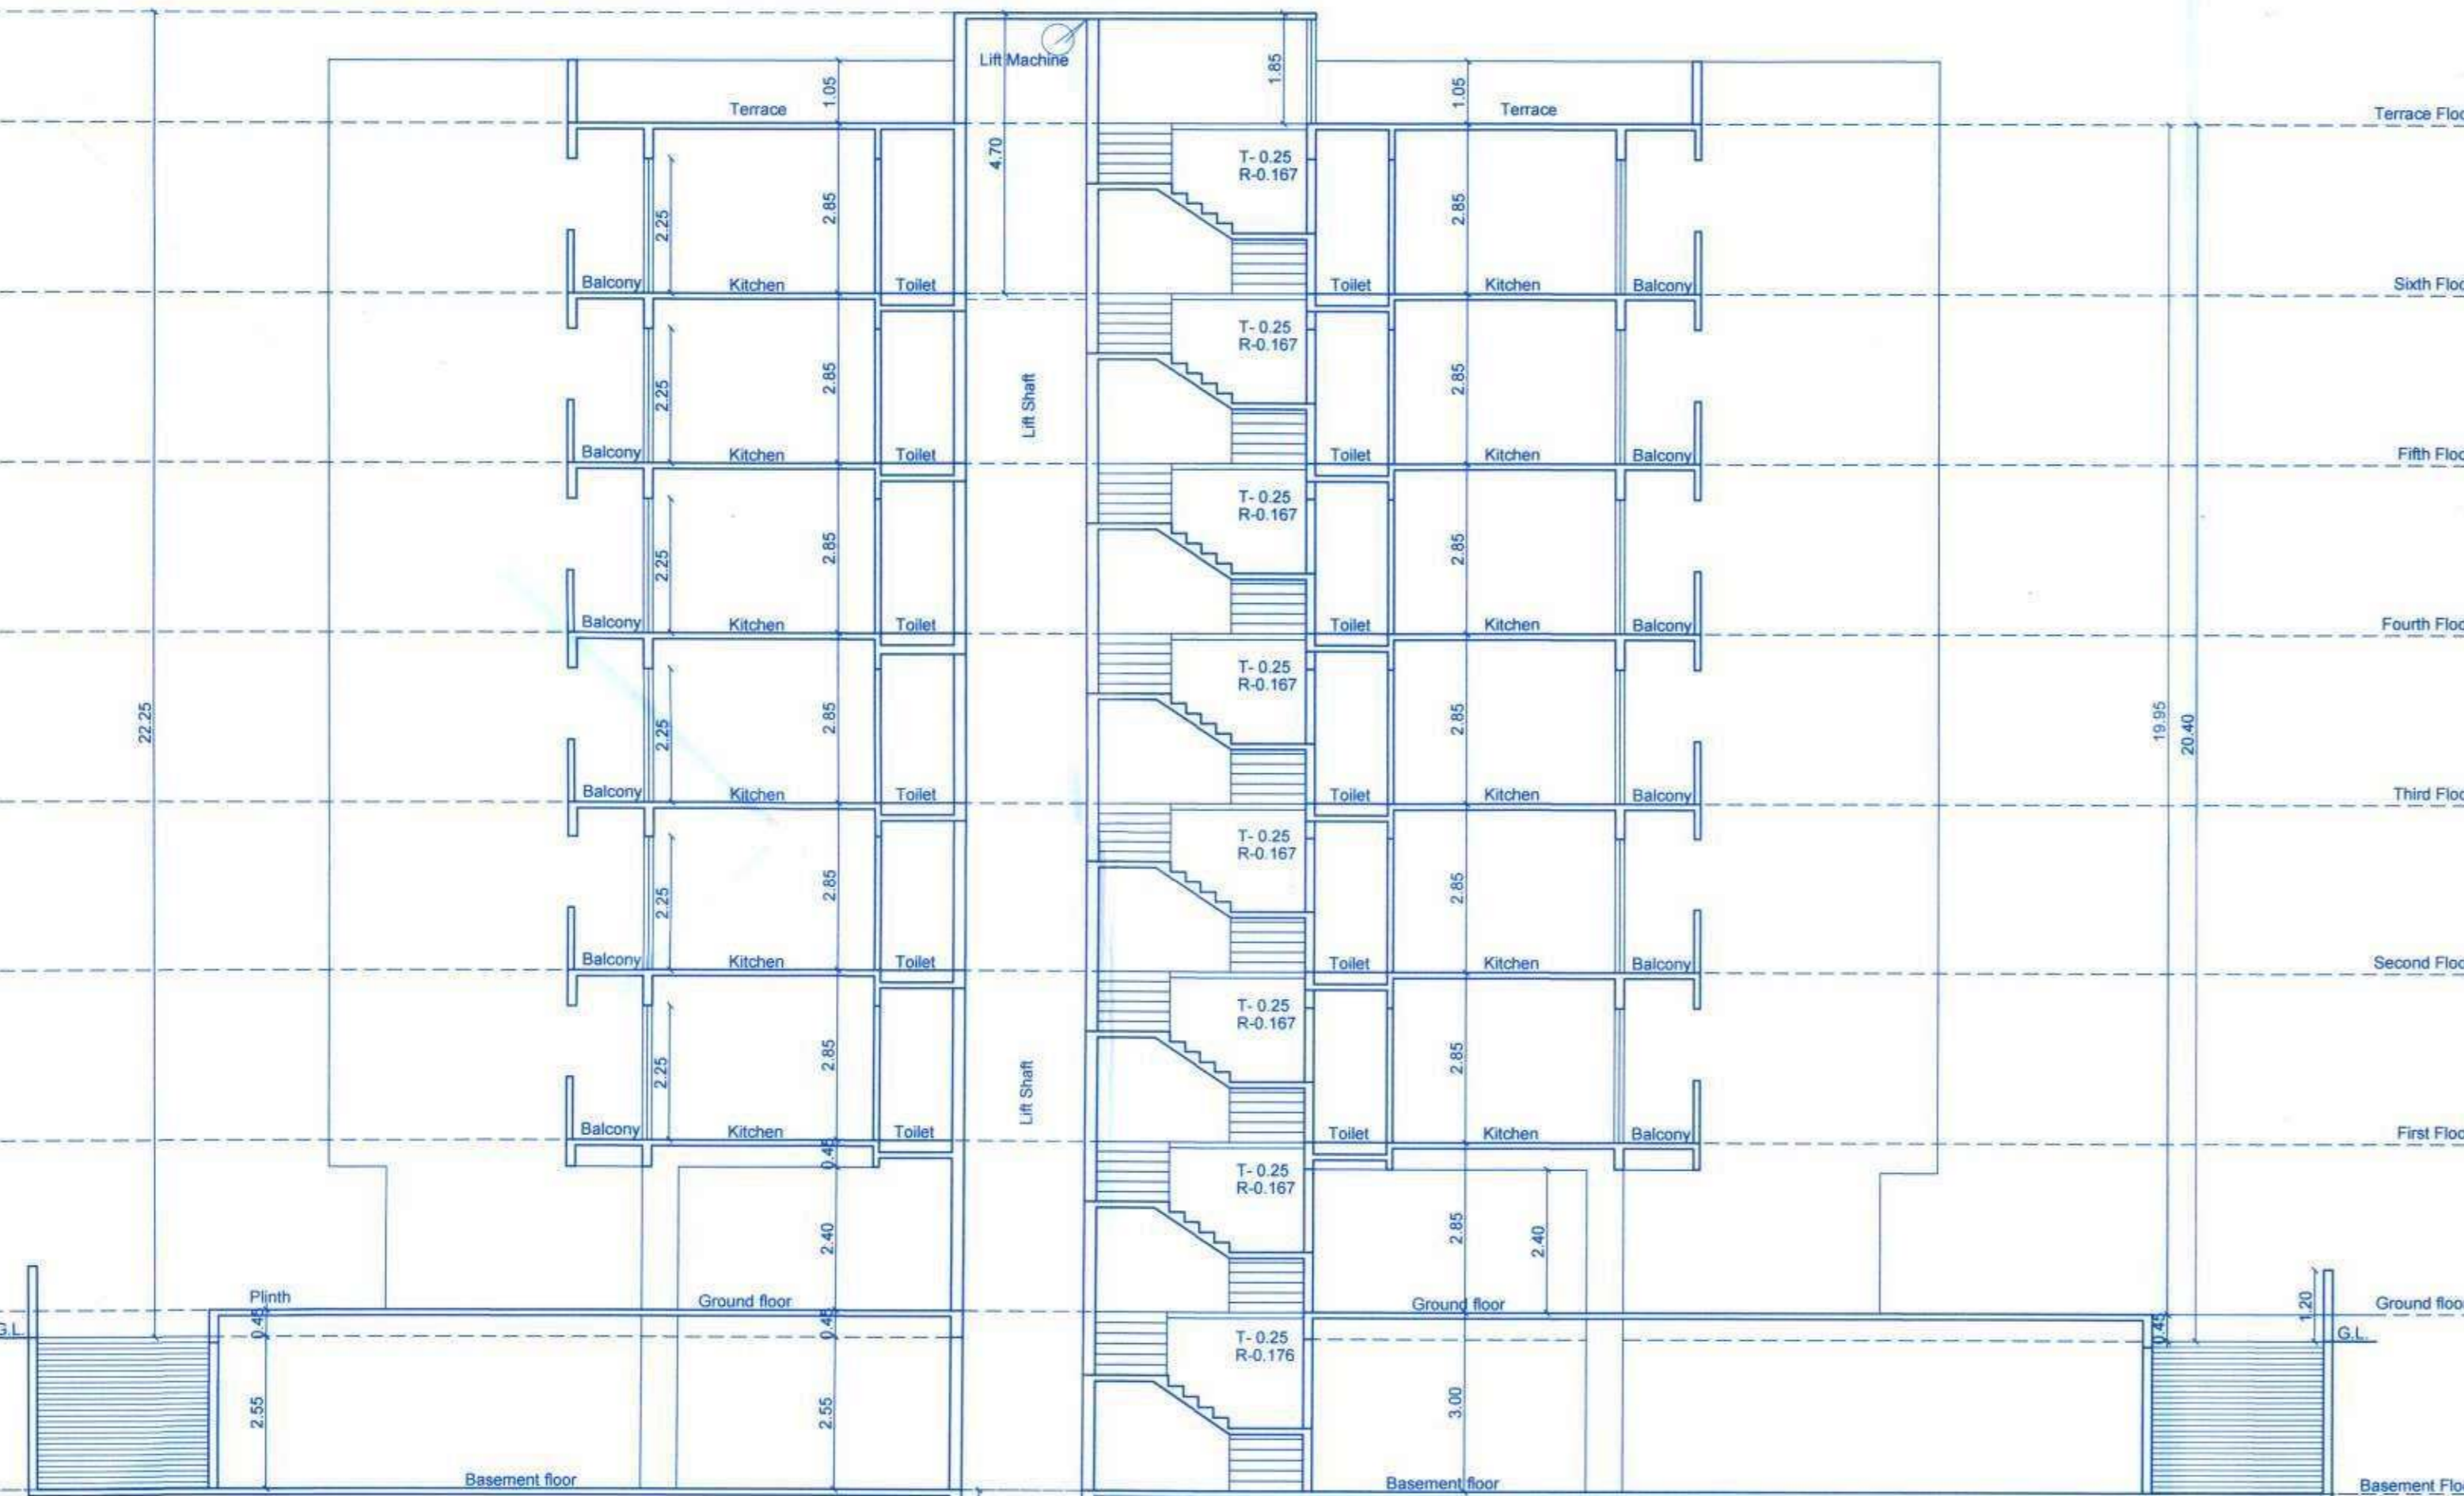 Lift Machine
1.85
1.05
1.05
Terrace
Terrace
Terrace Floo
4.70
T- 0.25
R-0.167
2.25
2.85
2.85
Balcony
Kitchen
Toilet
Toilet
Kitchen
Balcony
Sixth Floo
T- 0.25
R-0.167
2.25
2.85
Lift Shaft
2.85
Balcony
Kitchen
Toilet
Toilet
Kitchen
Balcony
Fifth Floo
T- 0.25
R-0.167
2.25
2.85
2.85
Balcony
Kitchen
Toilet
Toilet
Kitchen
Balcony
Fourth Floo
T- 0.25
R-0.167
22.25
2.25
2.85
2.85
19.95
20.40
Balcony
Kitchen
Toilet
Toilet
Kitchen
Balcony
Third Floo
T- 0.25
R-0.167
2.25
2.85
2.85
Balcony
Kitchen
Toilet
Toilet
Kitchen
Balcony
Second Floo
T- 0.25
R-0.167
2.25
2.85
Lift Shaft
2.85
Balcony
Kitchen
Toilet
Toilet
Kitchen
Balcony
First Floo
0.45
T- 0.25
R-0.167
2.40
2.85
2.40
Plinth
Ground floor
Ground floor
1.20
Ground floor
G.L.
0.45
0.45
T- 0.25
R-0.176
0.45
G.L.
2.55
2.55
3.00
Basement floor
Basement floor
Basement Floo